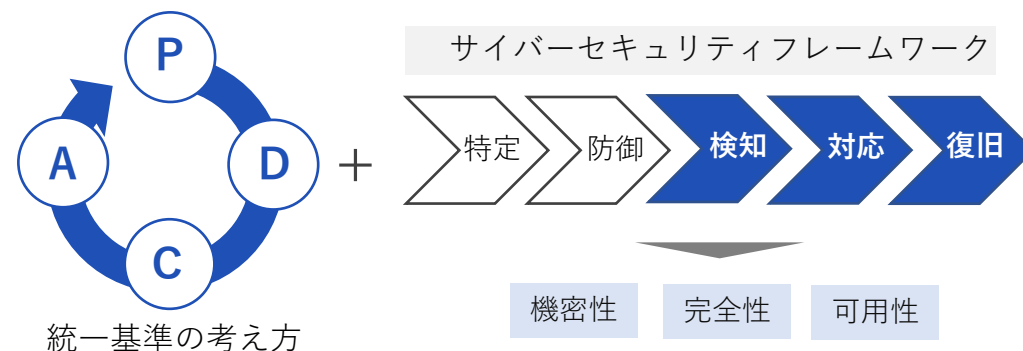 P
D
C
A
統一基準の考え方
+
サイバーセキュリティフレームワーク
特定
防御
検知
対応
復旧
機密性
完全性
可用性